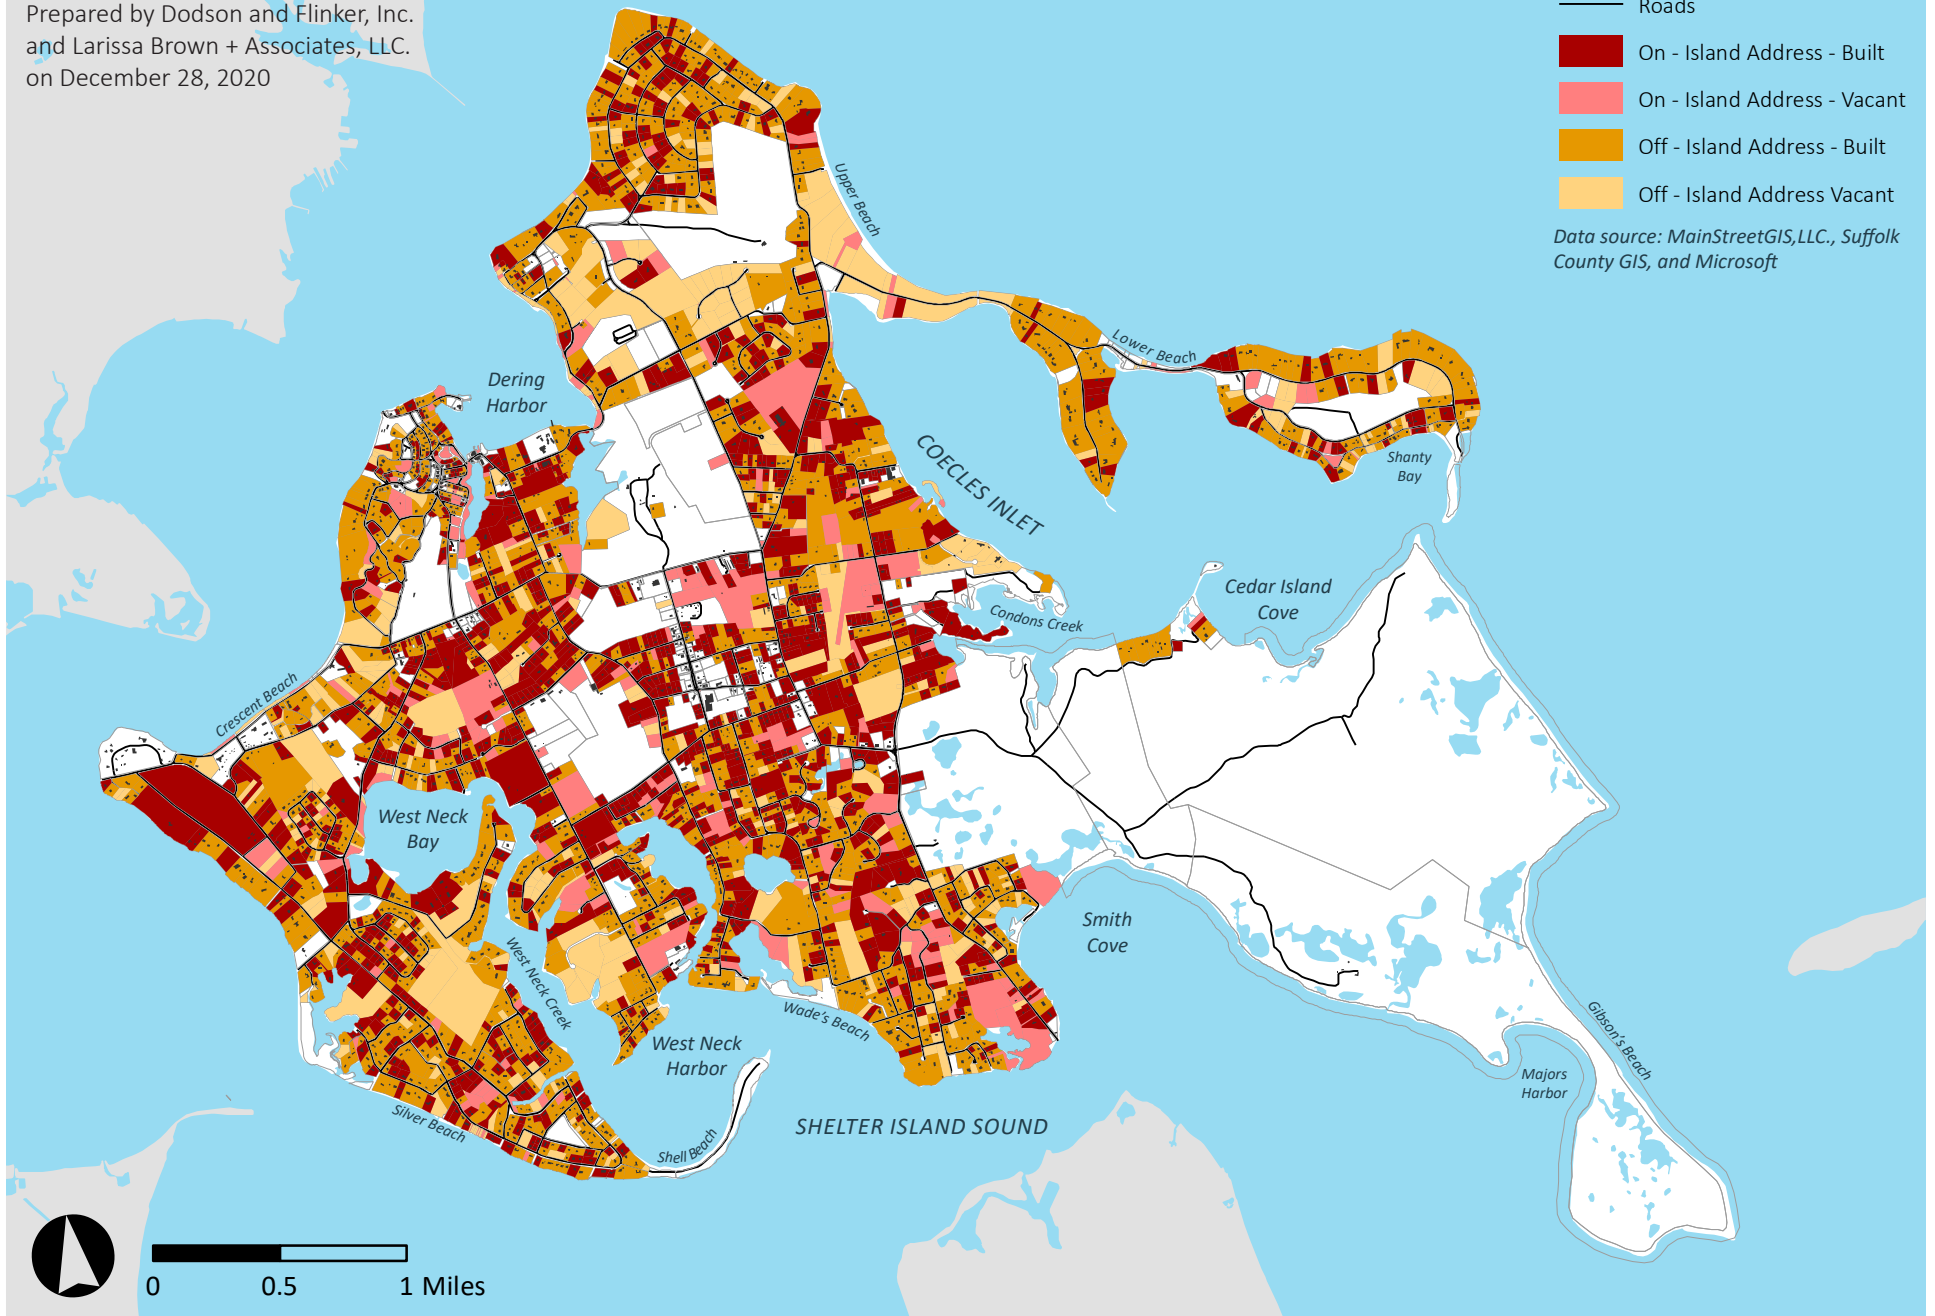 Prepared by Dodson and Flinker, Inc.
and Larissa Brown + Associates, LLC.
on December 28, 2020
Roads
On - Island Address - Built
On - Island Address - Vacant
Off - Island Address - Built
Off - Island Address Vacant
Data source: MainStreetGIS,LLC., Suffolk
County GIS, and Microsoft
Upper Beach
Lower Beach
Dering
Harbor
COECLES INLET
Shanty
Bay
Cedar Island
Cove
Condons Creek
Crescent Beach
West Neck
Bay
Smith
Cove
West Neck Creek
Wade's Beach
West Neck
Harbor
Gibson's Beach
Majors
Harbor
Silver Beach
Shell Beach
SHELTER ISLAND SOUND
0 0.5 1 Miles